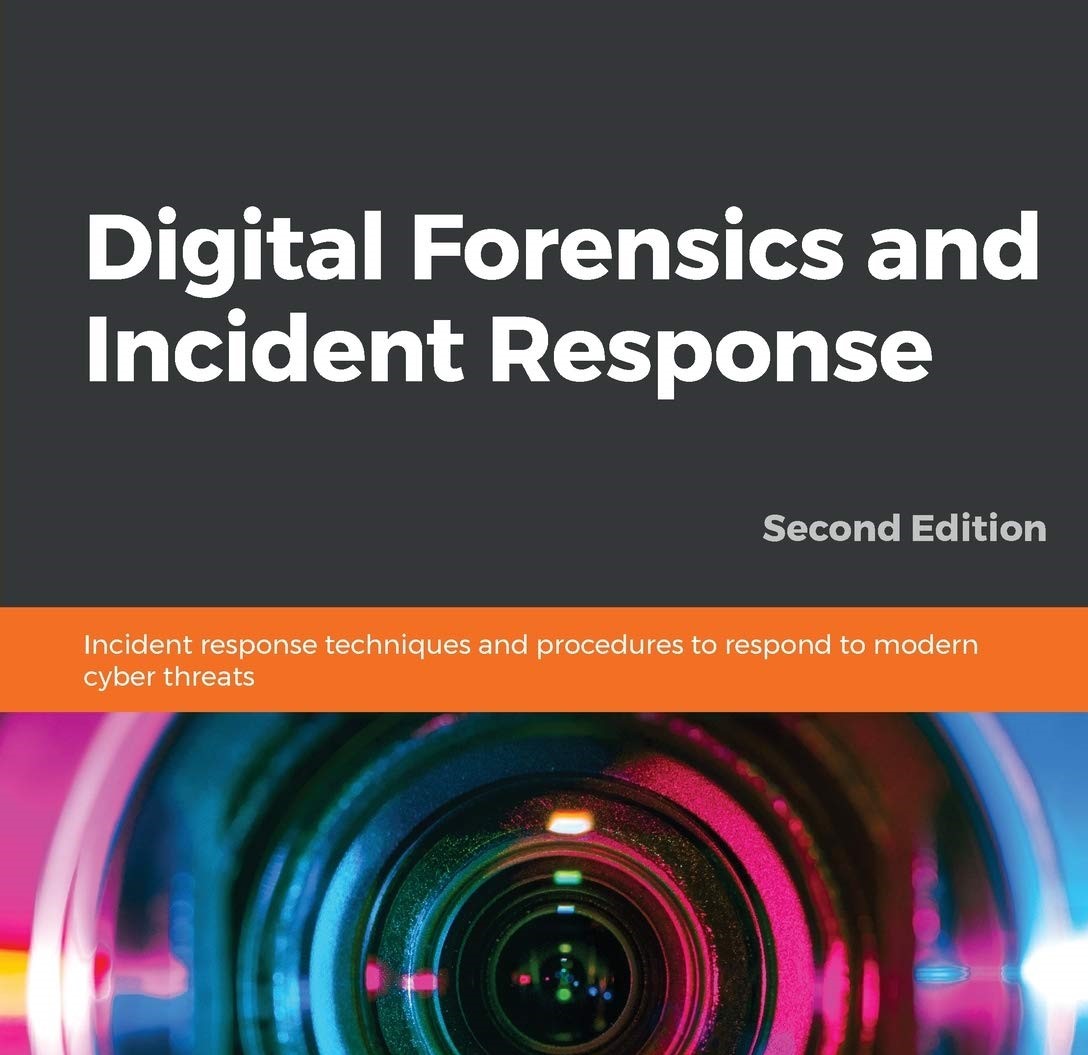 Digital Forensics and
Incident Response
Second Edition
Incident response techniques and procedures to respond to modern
cyber threats